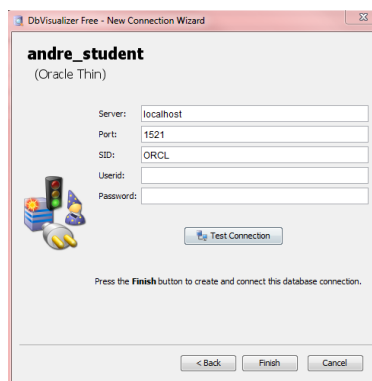 DbVisualizer Free - New Connection Wizard
andre_student
(Oracle Thin)
Server: localhost
Port: 1521
SID: ORCL
Userid:
Password:
Test Connection
Press the Finish button to create and connect this database connection.
< Back Finish Cancel